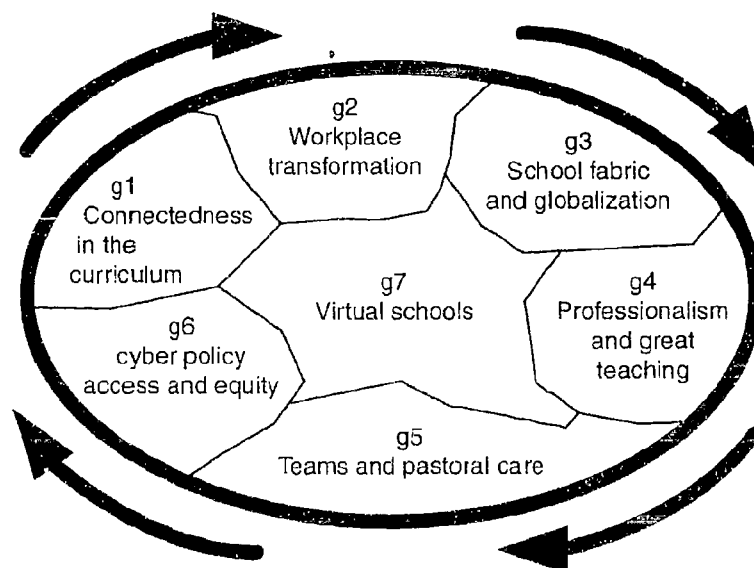 g1
Connectedness
in the
curriculum
g2
Workplace
transformation
g3
School fabric
and globalization
g4
Professionalism
and great
teaching
g5
Teams and pastoral care
g6
cyber policy
access and equity
g7
Virtual schools